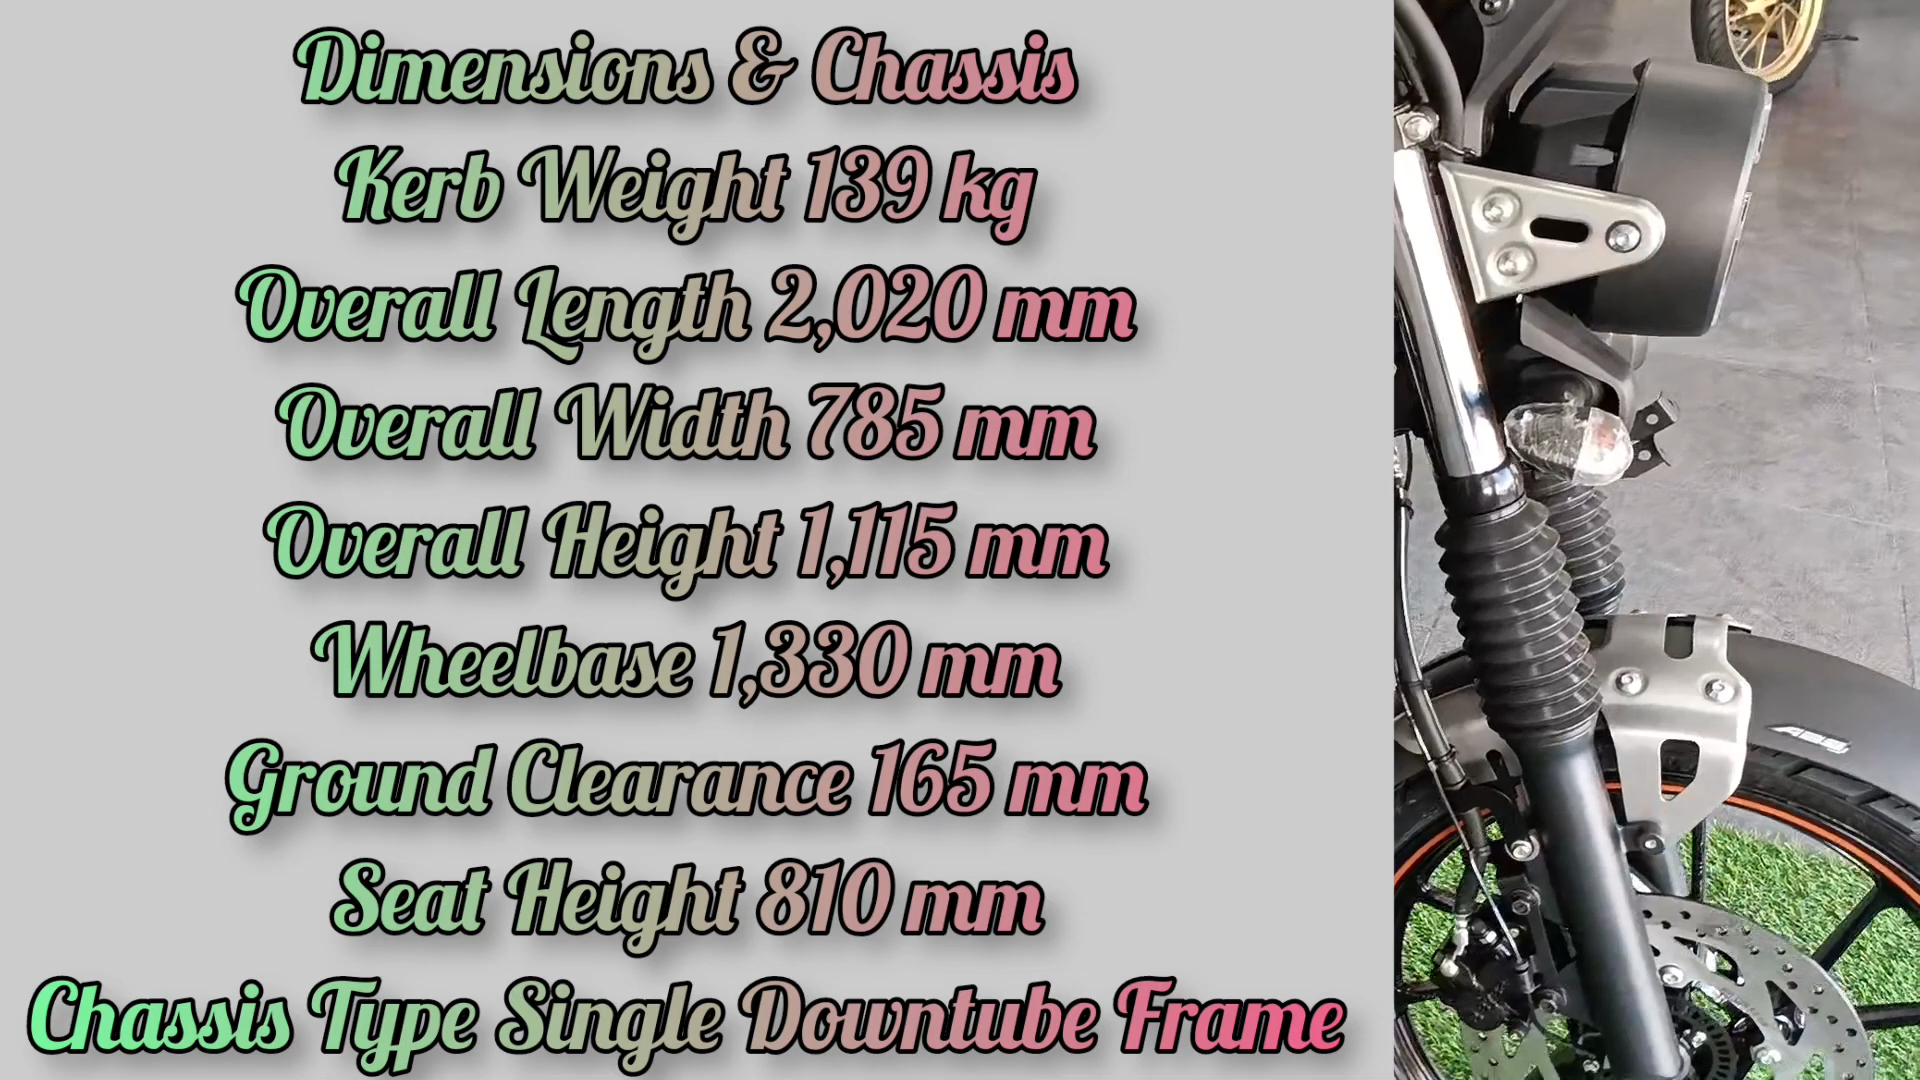 Dimensions & Chassis
Kerb Weight 139 kg
Overall Length 2,020 mm
Overall Width 785 mm
Overall Height 1,115 mm
Wheelbase 1,330 mm
Ground Clearance 165 mm
Seat Height 810 mm
Chassis Type Single Downtube Frame
ABS